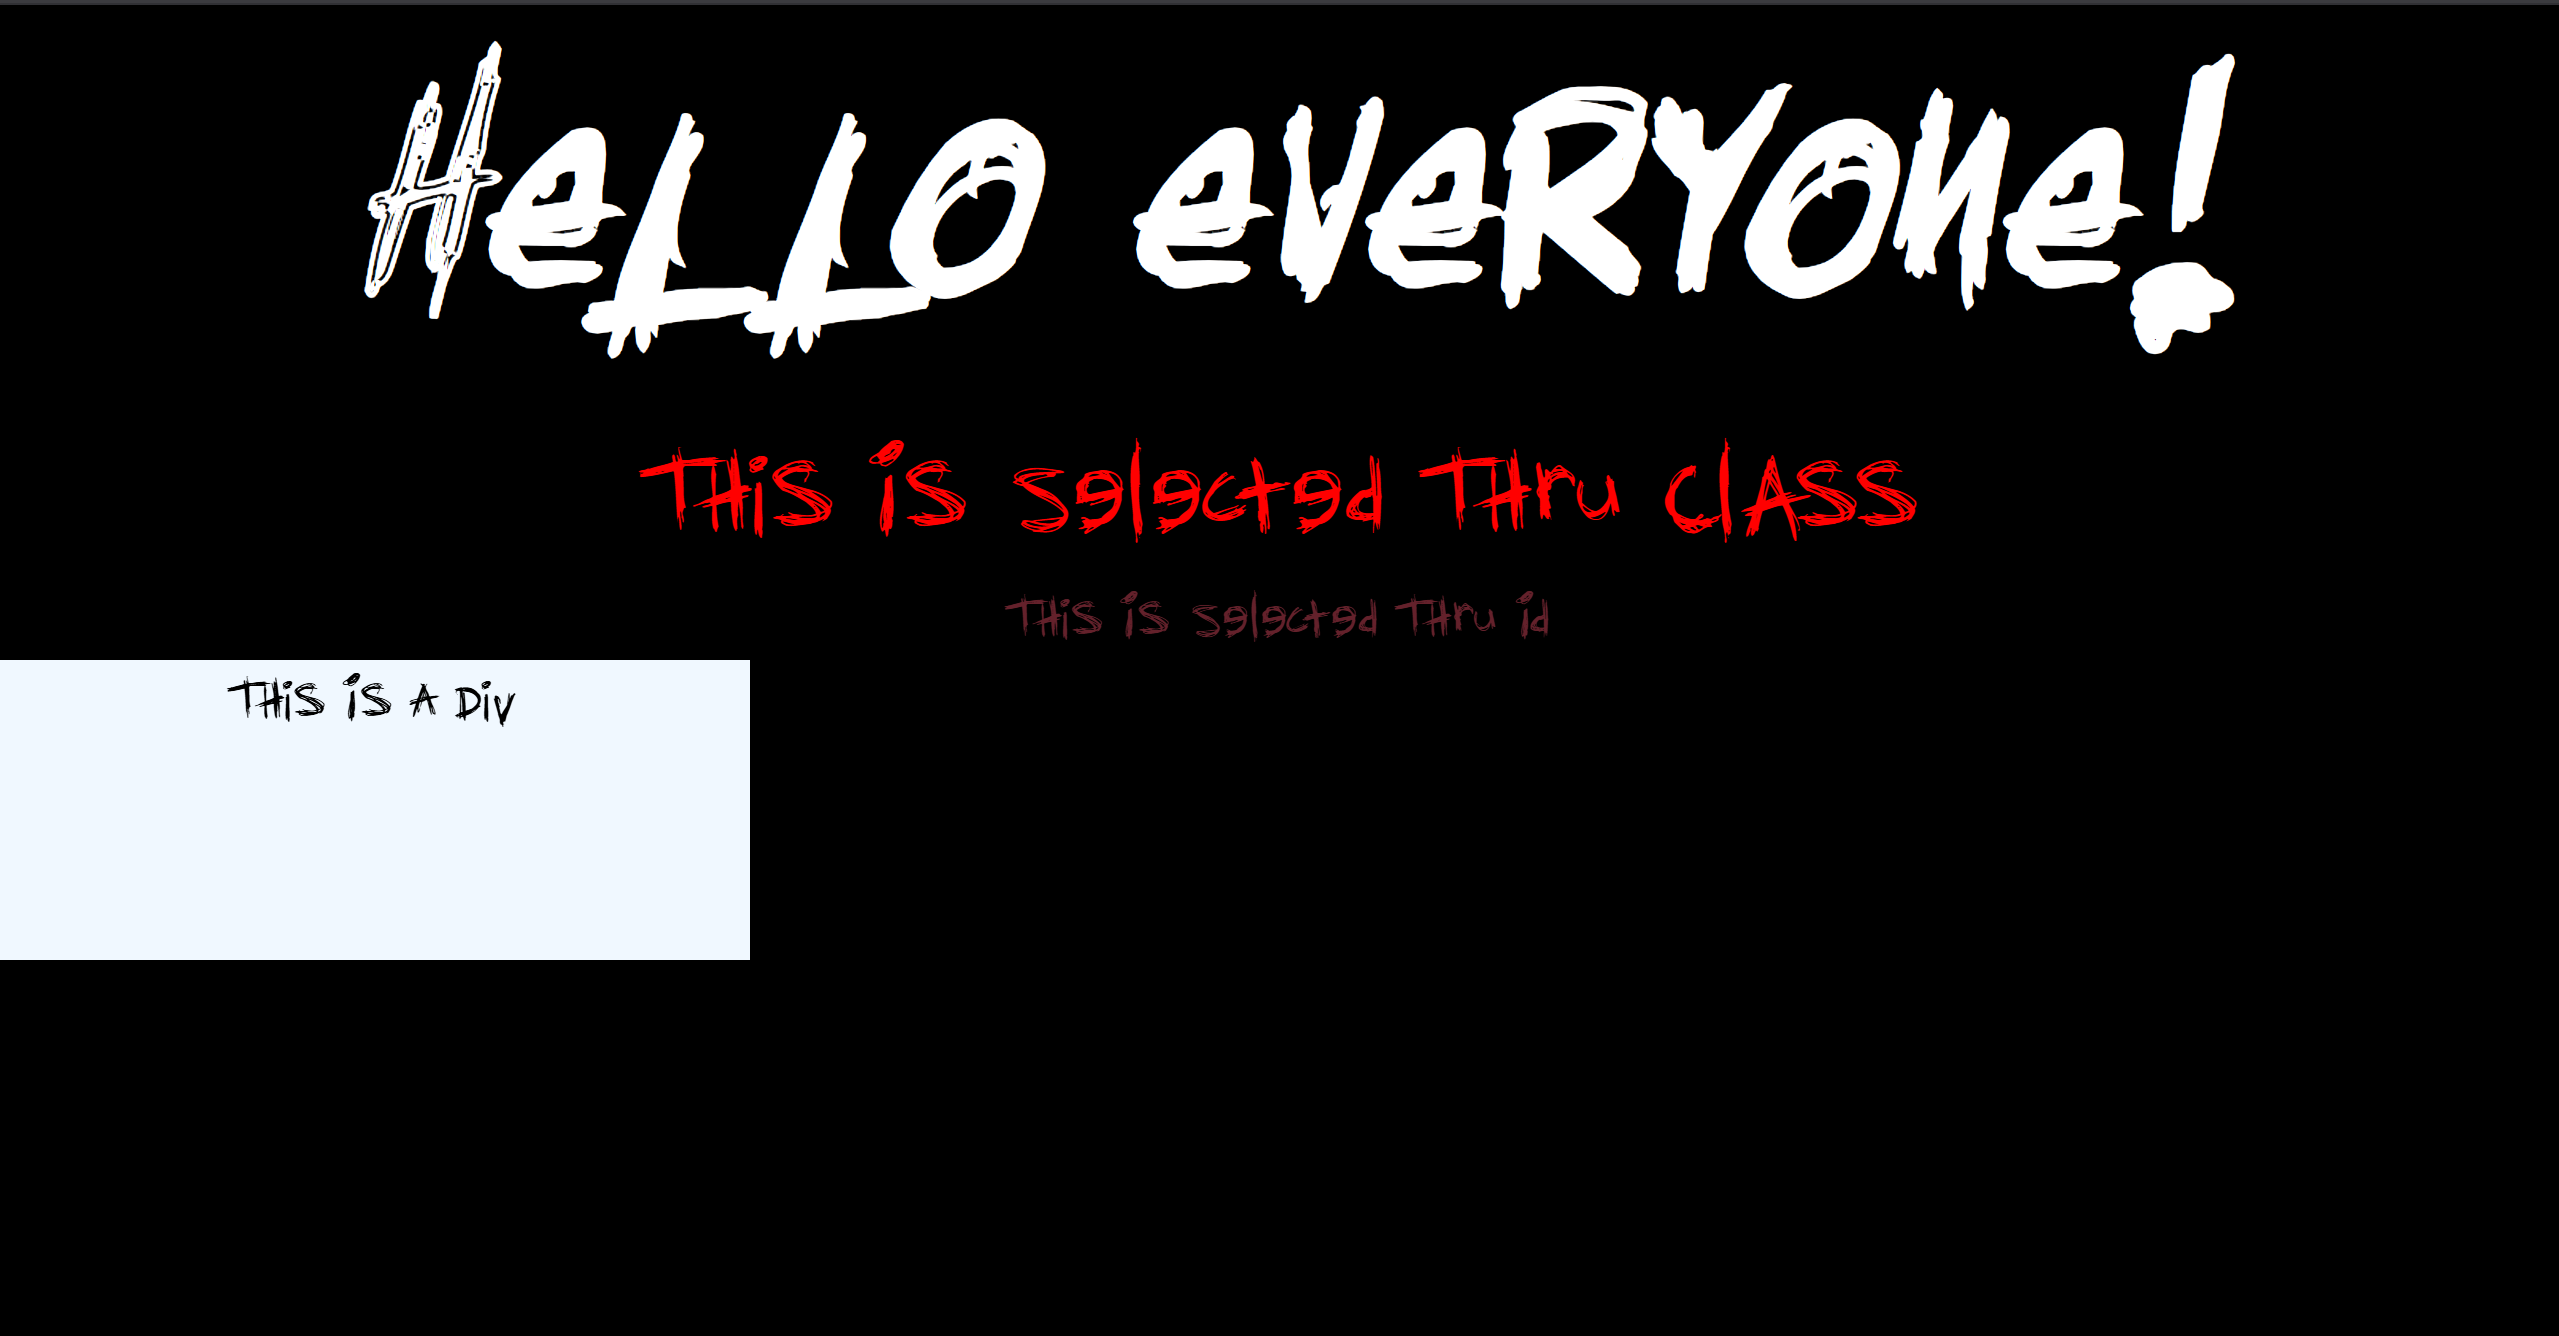 Hello everyone!
This is selected thru class
This is selected thru id
This is a div